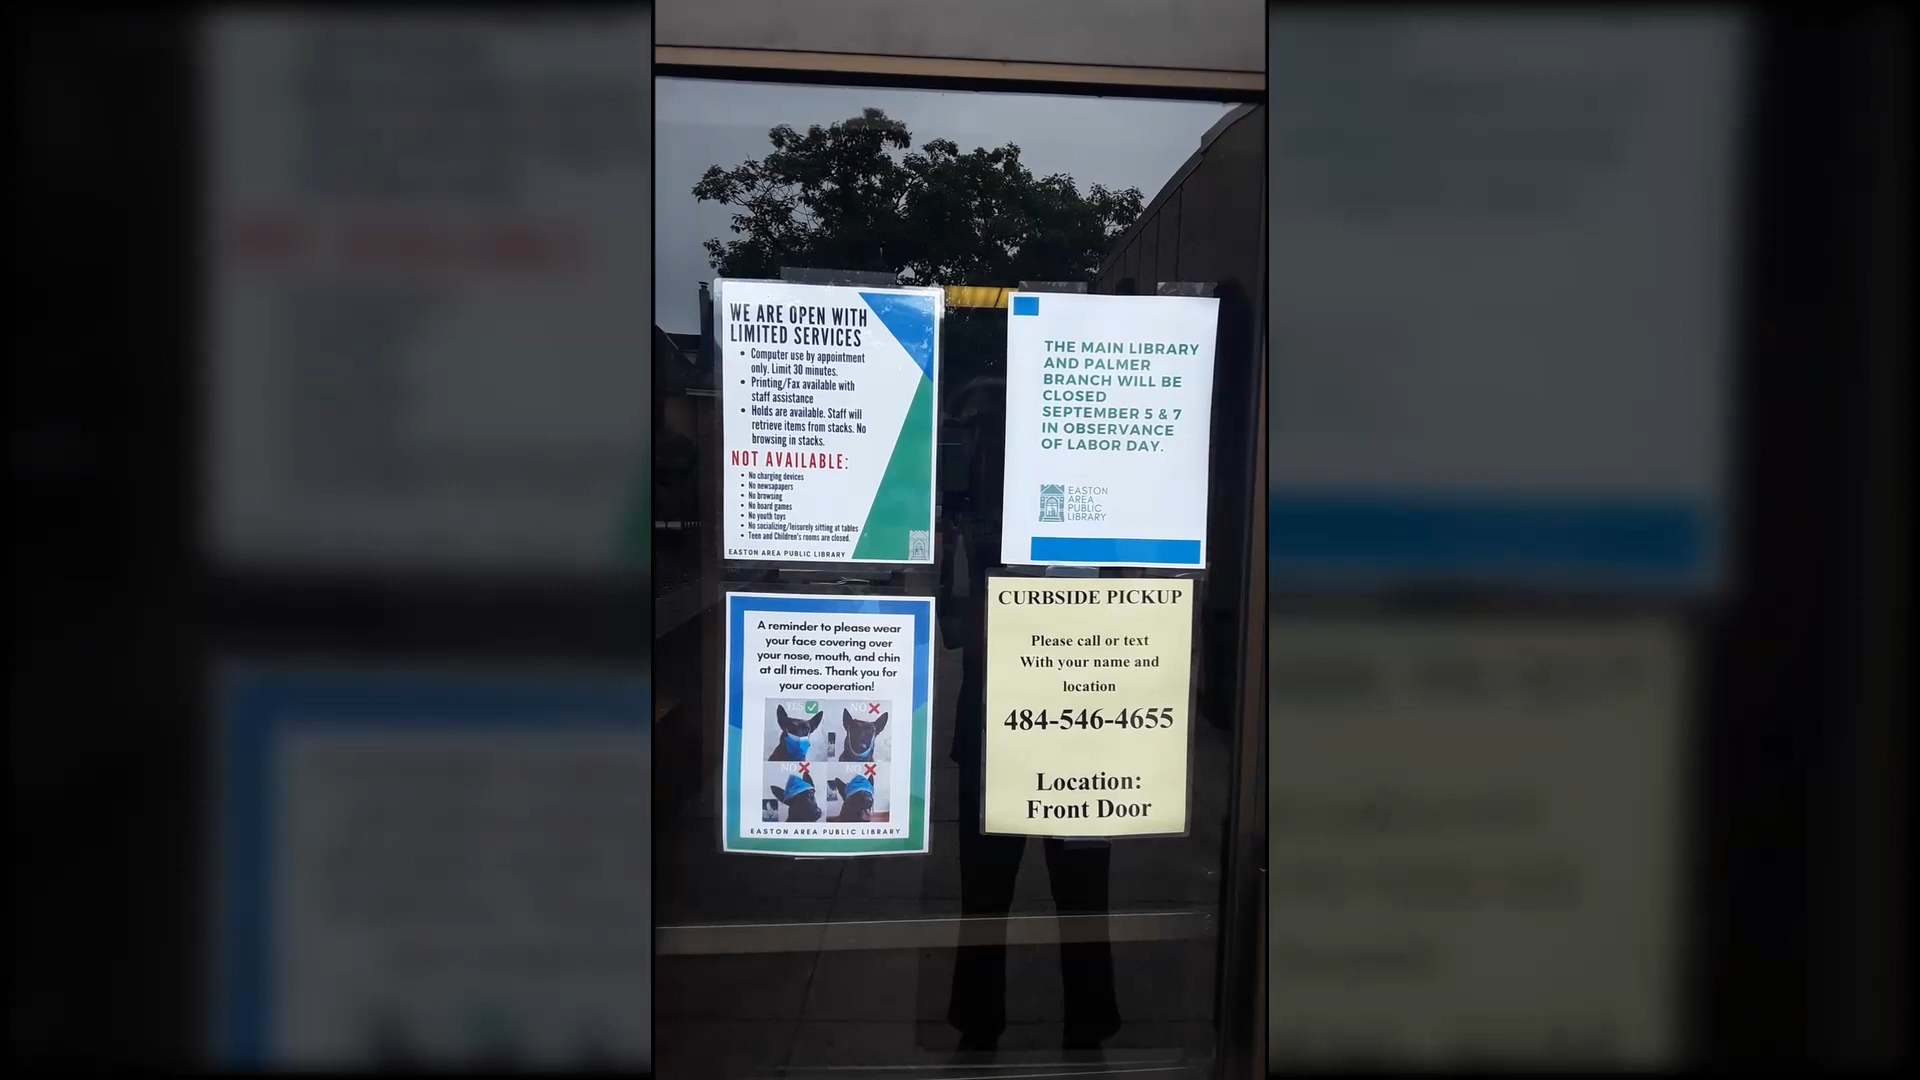 WE ARE OPEN WITH
LIMITED SERVICES
• Computer use by appointment
only. Limit 30 minutes.
• Printing/Fax available with
staff assistance
• Holds are available. Staff will
retrieve items from stacks. No
browsing in stacks.
NOT AVAILABLE:
• No charging devices
• No newsapapers
• No browsing
• No board games
• No youth toys
• No socializing/leisurely sitting at tables
• Teen and Children's rooms are closed.
EASTON AREA PUBLIC LIBRARY
THE MAIN LIBRARY
AND PALMER
BRANCH WILL BE
CLOSED
SEPTEMBER 5 & 7
IN OBSERVANCE
OF LABOR DAY.
EASTON
AREA
PUBLIC
LIBRARY
A reminder to please wear
your face covering over
your nose, mouth, and chin
at all times. Thank you for
your cooperation!
YES
NO
NO
NO
EASTON AREA PUBLIC LIBRARY
CURBSIDE PICKUP
Please call or text
With your name and
location
484-546-4655
Location:
Front Door